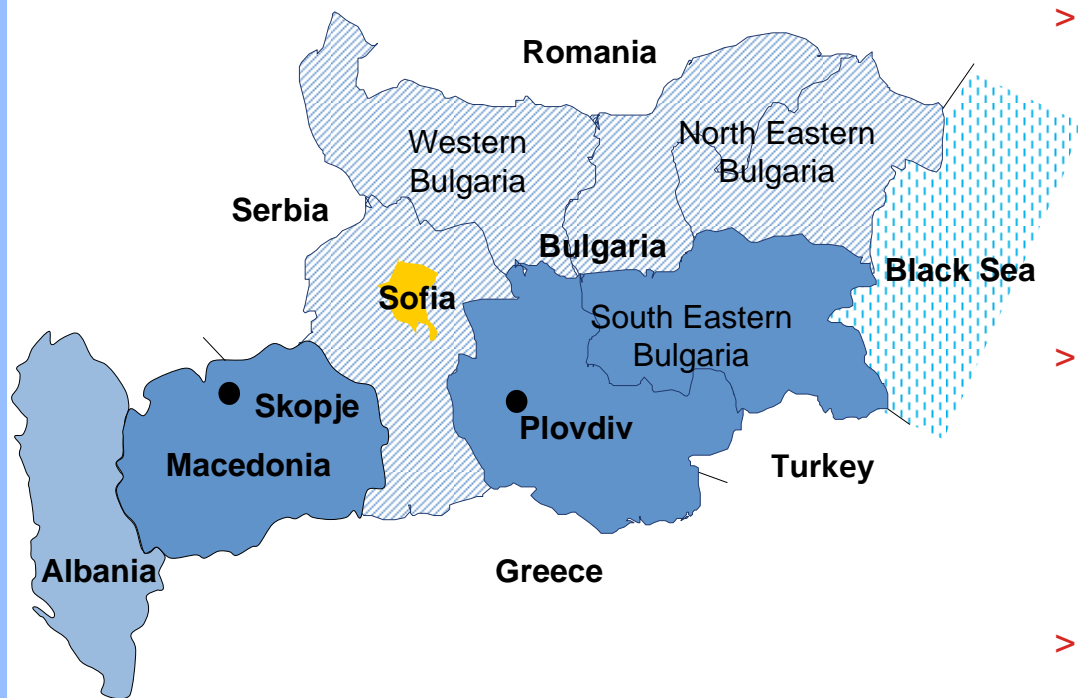 >
Romania
Western
Bulgaria
North Eastern
Bulgaria
Serbia
Bulgaria
Black Sea
Sofia
South Eastern
Bulgaria
>
Skopje
Plovdiv
Macedonia
Turkey
Albania
Greece
>